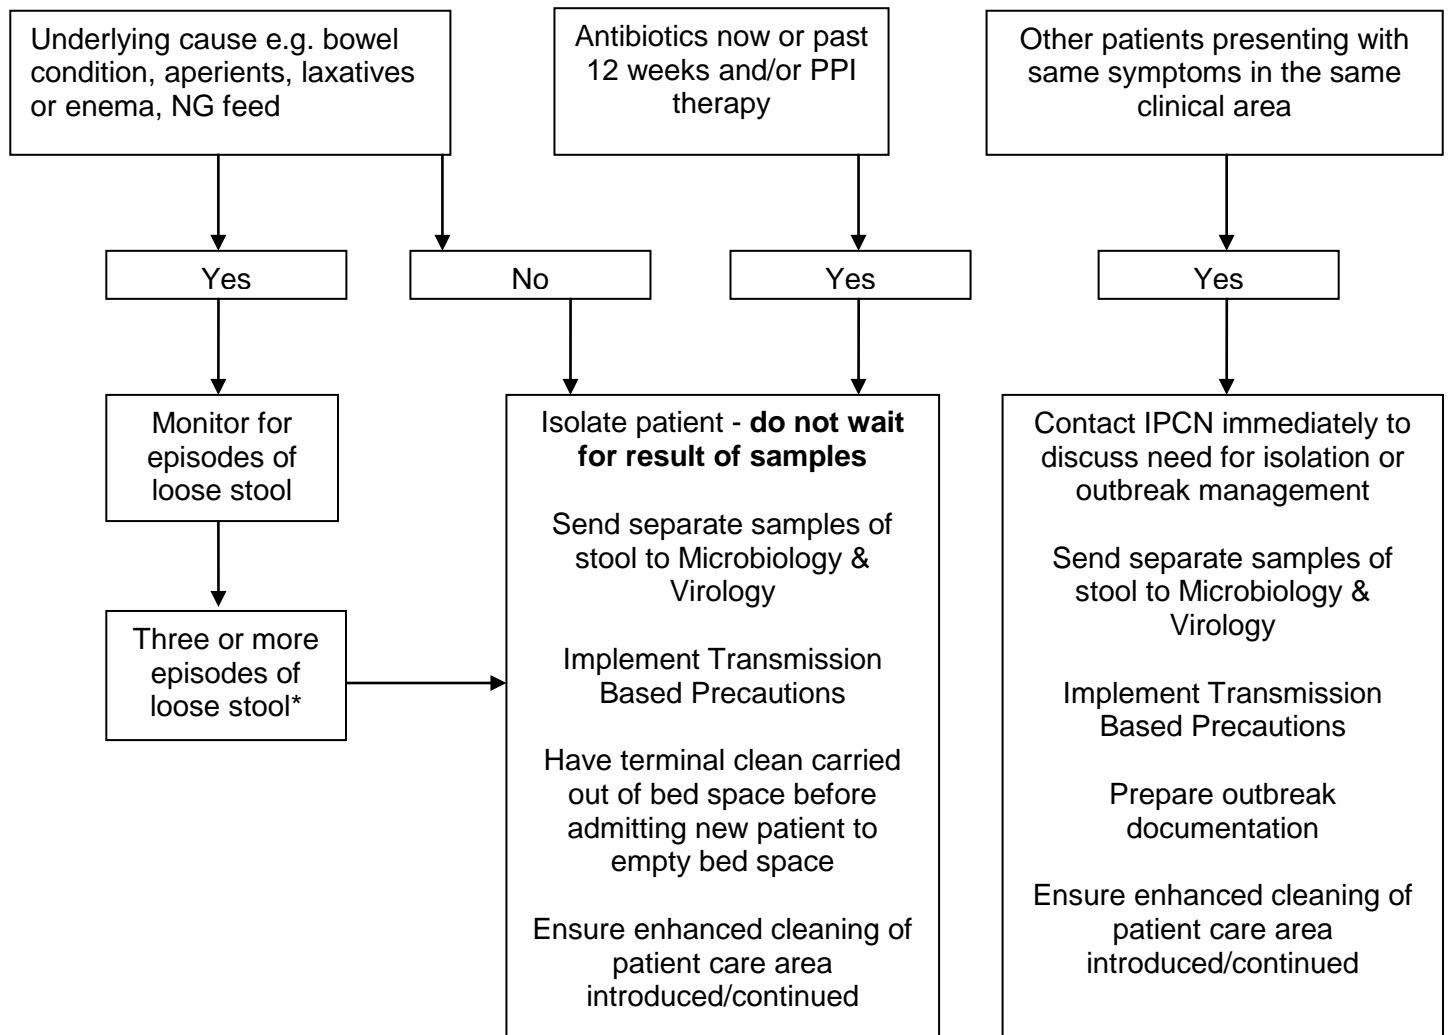 Underlying cause e.g. bowel
condition, aperients, laxatives
or enema, NG feed
Antibiotics now or past
12 weeks and/or PPI
therapy
Other patients presenting with
same symptoms in the same
clinical area
Yes
No
Yes
Yes
Monitor for
episodes of
loose stool
Three or more
episodes of
loose stool*
Isolate patient - do not wait
for result of samples
Send separate samples of
stool to Microbiology &
Virology
Implement Transmission
Based Precautions
Have terminal clean carried
out of bed space before
admitting new patient to
empty bed space
Ensure enhanced cleaning of
patient care area
introduced/continued
Contact IPCN immediately to
discuss need for isolation or
outbreak management
Send separate samples of
stool to Microbiology &
Virology
Implement Transmission
Based Precautions
Prepare outbreak
documentation
Ensure enhanced cleaning of
patient care area
introduced/continued